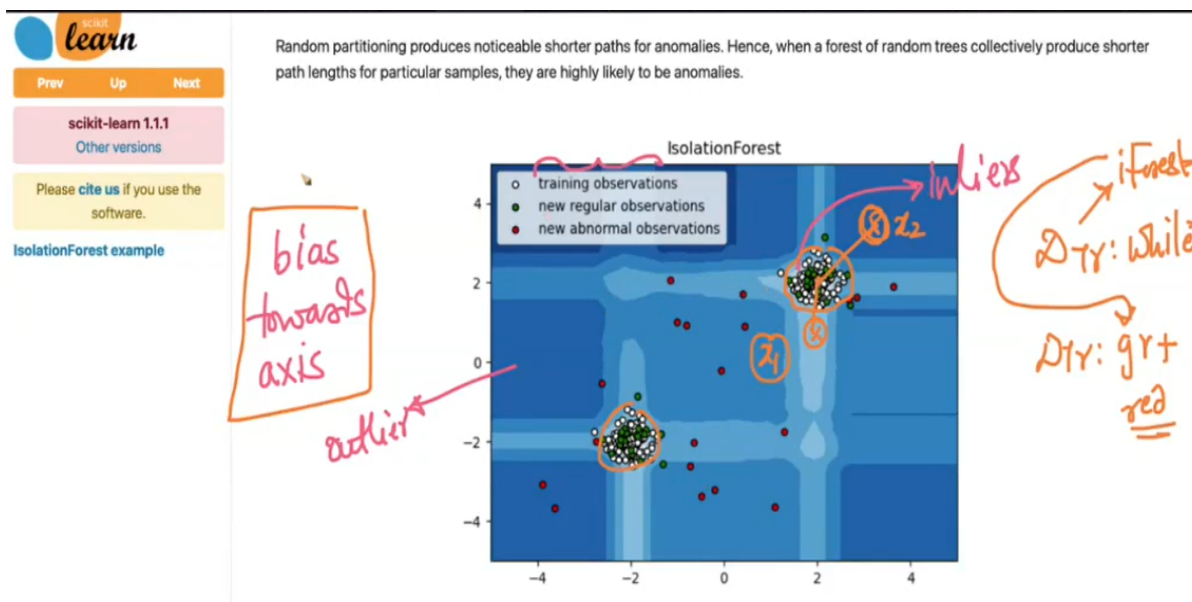 scikit
learn
Prev Up Next
scikit-learn 1.1.1
Other versions
Please cite us if you use the
software.
IsolationForest example
Random partitioning produces noticeable shorter paths for anomalies. Hence, when a forest of random trees collectively produce shorter
path lengths for particular samples, they are highly likely to be anomalies.
IsolationForest
training observations
new regular observations
new abnormal observations
4
2
0
−2
−4
−4 −2 0 2 4
bias
towards
axis
outlier
inliers
x2
x1
iForest
DTr: while
DTr: gr +
red